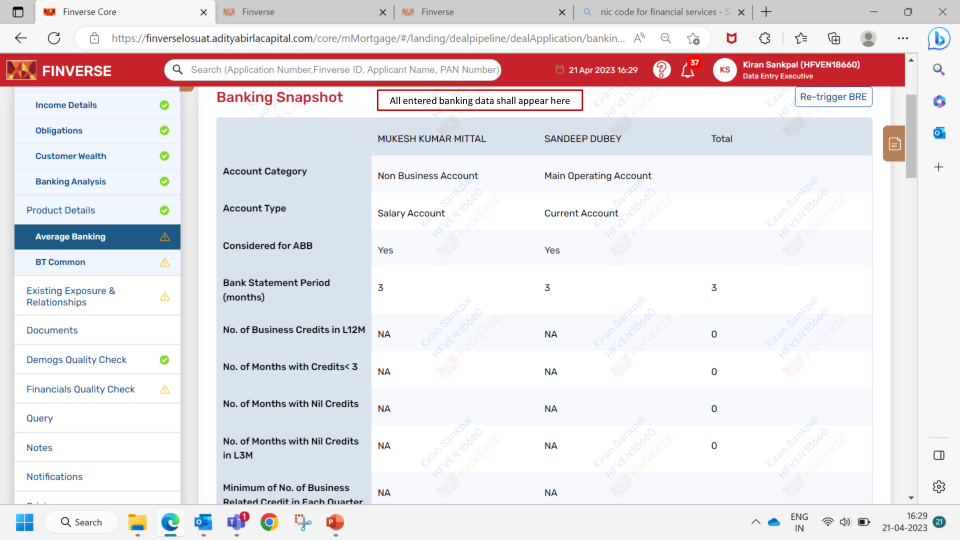 Finverse Core
Finverse
Finverse
nic code for financial services - S
https://finverselosuat.adityabirlacapital.com/core/mMortgage/#/landing/dealpipeline/dealApplication/bankin...
FINVERSE
Search (Application Number,Finverse ID, Applicant Name, PAN Number)
21 Apr 2023 16:29
37
KS
Kiran Sankpal (HFVEN18660)
Data Entry Executive
Income Details
Obligations
Customer Wealth
Banking Analysis
Product Details
Average Banking
BT Common
Existing Exposure &
Relationships
Documents
Demogs Quality Check
Financials Quality Check
Query
Notes
Notifications
Banking Snapshot
All entered banking data shall appear here
Re-trigger BRE
MUKESH KUMAR MITTAL SANDEEP DUBEY Total
Account Category Non Business Account Main Operating Account
Account Type Salary Account Current Account
Considered for ABB Yes Yes
Bank Statement Period
(months) 3 3 3
No. of Business Credits in L12M NA NA 0
No. of Months with Credits< 3 NA NA 0
No. of Months with Nil Credits NA NA 0
No. of Months with Nil Credits
in L3M NA NA 0
Minimum of No. of Business
Related Credit in Each Quarter NA NA
Kiran Sankpal
HFVEN18660
FINVERSE
Search
1
ENG
IN
16:29
21-04-2023
21